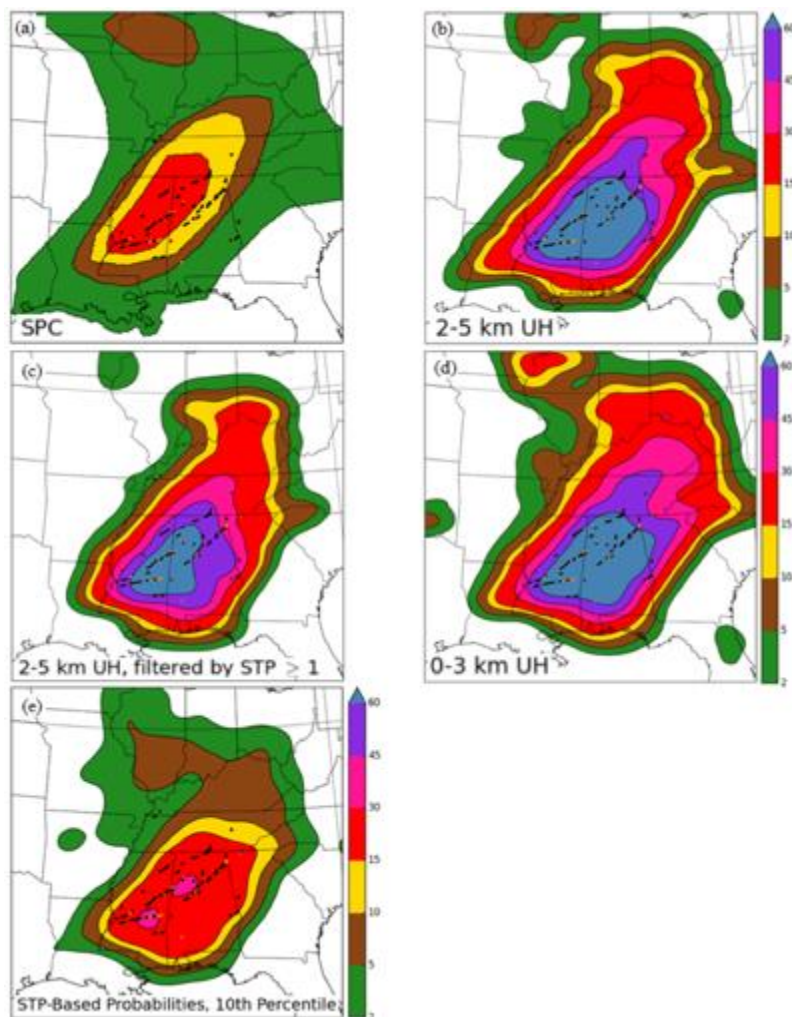 (a)
SPC
(b)
2-5 km UH
60
45
30
15
10
5
2
(c)
2-5 km UH, filtered by STP ≥ 1
(d)
0-3 km UH
60
45
30
15
10
5
2
(e)
STP-Based Probabilities, 10th Percentile
60
45
30
15
10
5
2